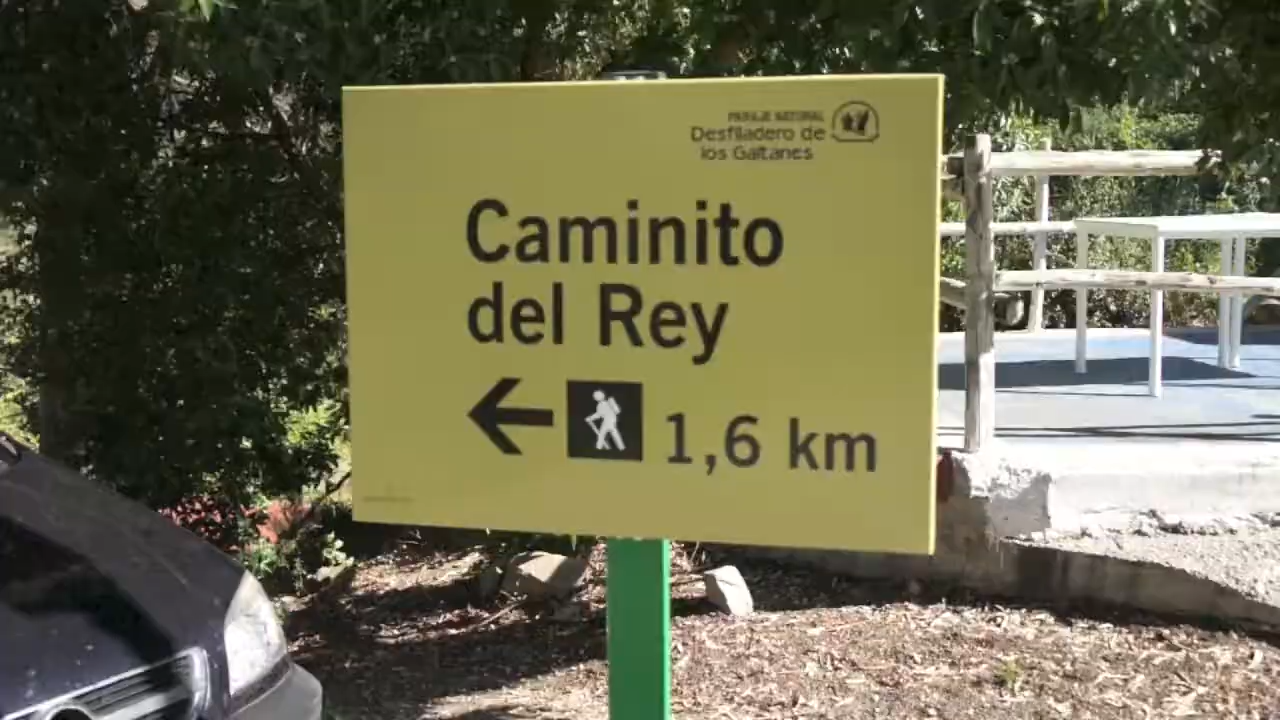 PARAJE NATURAL
Desfiladero de
los Gaitanes
Caminito
del Rey
1,6 km